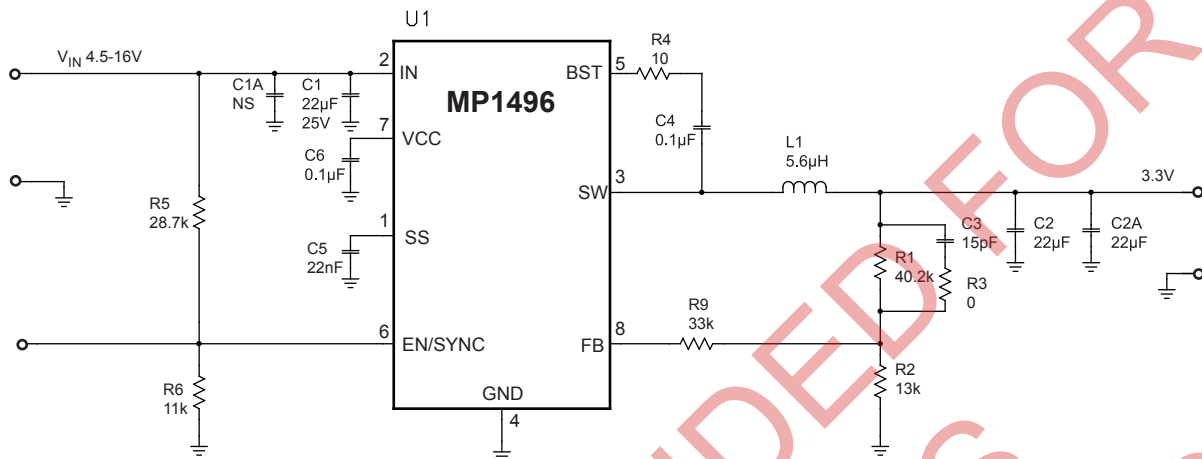 U1
V_IN 4.5-16V
2
IN
MP1496
BST
5
R4
10
C1A
NS
C1
22µF
25V
7
VCC
C6
0.1µF
C4
0.1µF
L1
5.6µH
3
SW
3.3V
R5
28.7k
1
SS
C5
22nF
R1
40.2k
C3
15pF
R3
0
C2
22µF
C2A
22µF
6
EN/SYNC
FB
8
R9
33k
R6
11k
GND
4
R2
13k
NDED FOR